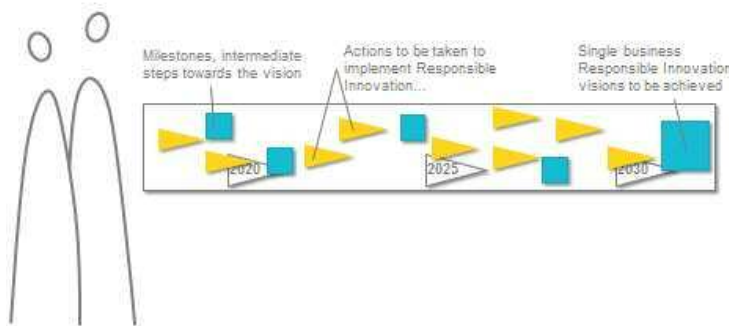 Milestones, intermediate
steps towards the vision
Actions to be taken to
implement Responsible
Innovation...
Single business
Responsible Innovation
visions to be achieved
2020
2025
2030